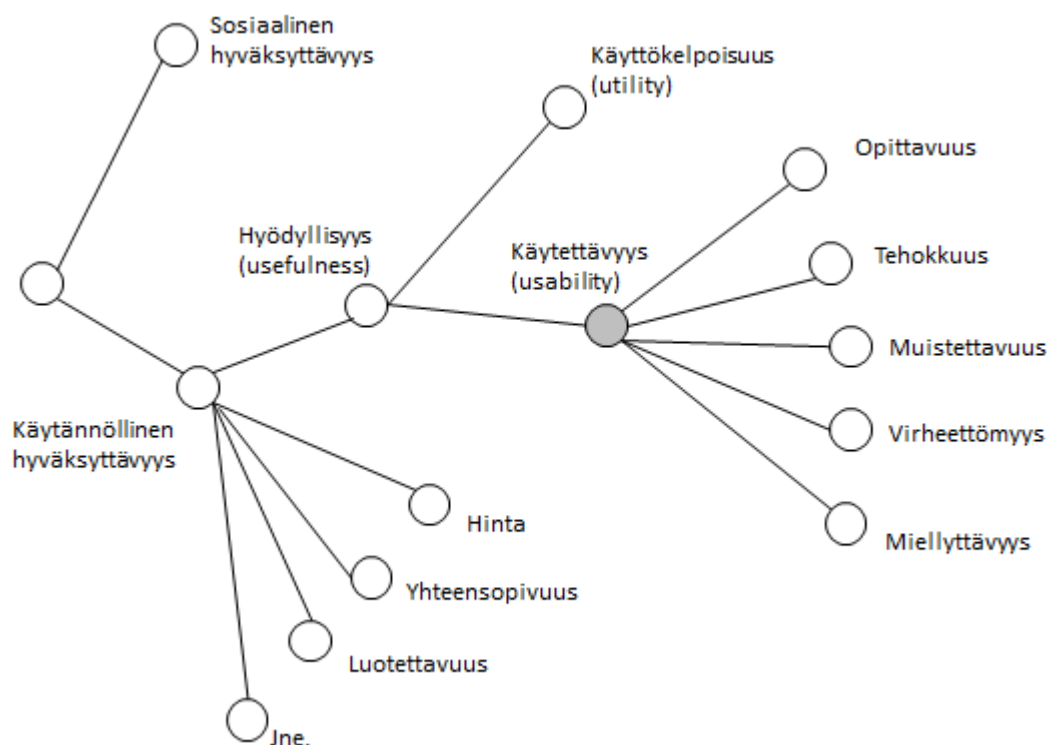 Sosiaalinen
hyväksyttävyys
Käyttökelpoisuus
(utility)
Opittavuus
Hyödyllisyys
(usefulness)
Käytettävyys
(usability)
Tehokkuus
Muistettavuus
Käytännöllinen
hyväksyttävyys
Virheettömyys
Hinta
Miellyttävyys
Yhteensopivuus
Luotettavuus
Jne.